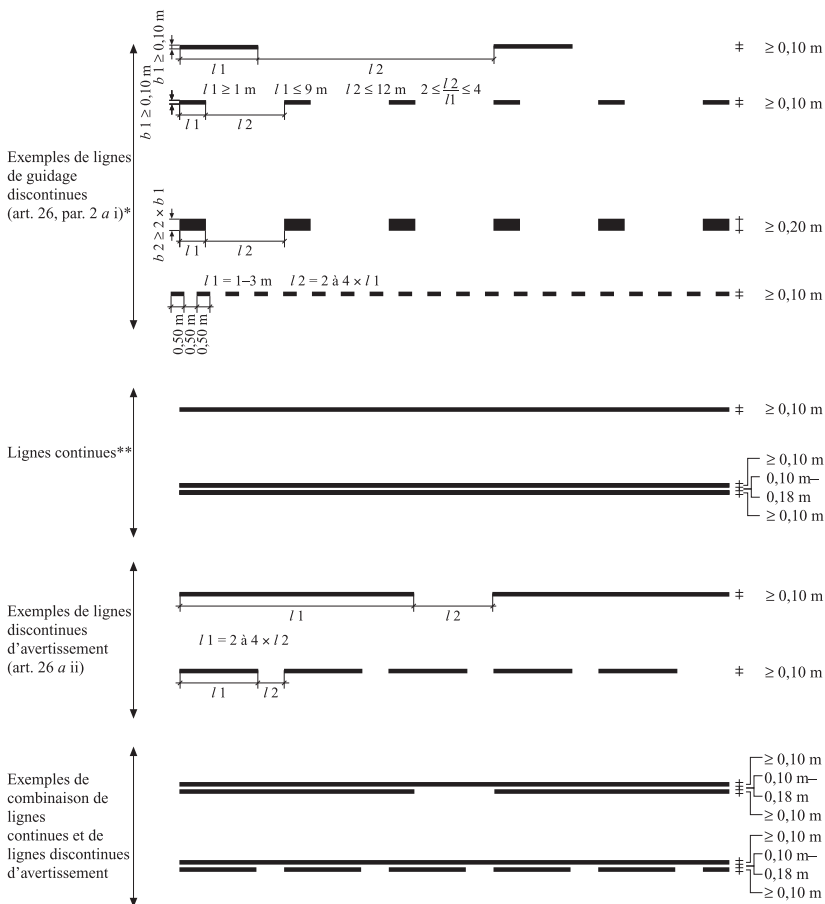 b 1 ≥ 0,10 m
l 1
l 2
≥ 0,10 m
l 1 ≥ 1 m l 1 ≤ 9 m l 2 ≤ 12 m 2 ≤ l 2/l 1 ≤ 4
b 1 ≥ 0,10 m
l 1
l 2
≥ 0,10 m
Exemples de lignes
de guidage
discontinues
(art. 26, par. 2 a i)*
b 2 ≥ 2 × b 1
l 1
l 2
≥ 0,20 m
l 1 = 1–3 m l 2 = 2 à 4 × l 1
≥ 0,10 m
0,50 m
0,50 m
0,50 m
Lignes continues**
≥ 0,10 m
≥ 0,10 m
0,10 m–
0,18 m
≥ 0,10 m
Exemples de lignes
discontinues
d’avertissement
(art. 26 a ii)
≥ 0,10 m
l 1
l 2
l 1 = 2 à 4 × l 2
≥ 0,10 m
l 1
l 2
Exemples de
combinaison de
lignes
continues et de
lignes discontinues
d’avertissement
≥ 0,10 m
0,10 m–
0,18 m
≥ 0,10 m
≥ 0,10 m
0,10 m–
0,18 m
≥ 0,10 m